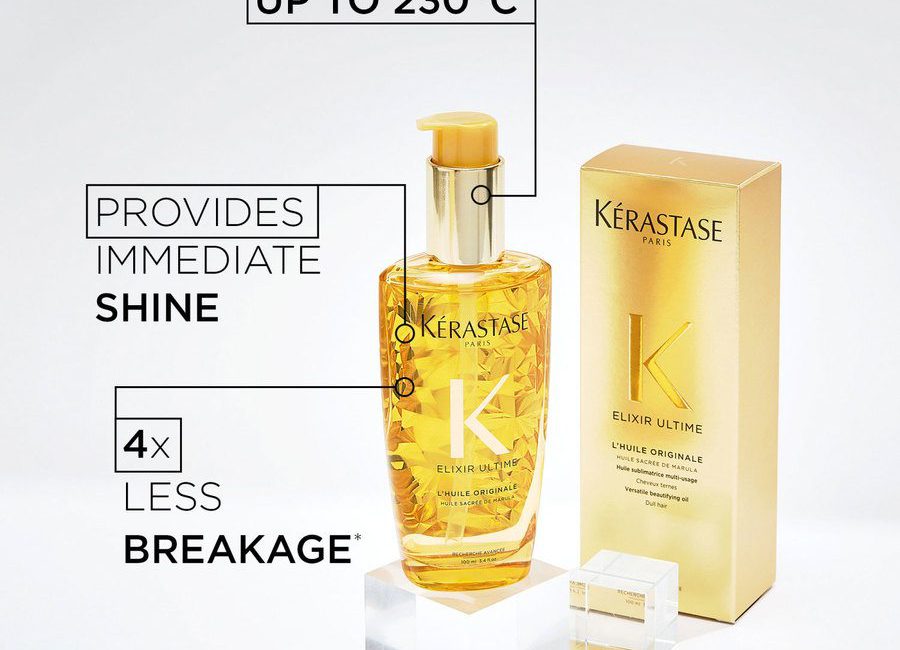 UP TO 230°C
PROVIDES
IMMEDIATE
SHINE
4x
LESS
BREAKAGE*
KÉRASTASE
PARIS
K
ELIXIR ULTIME
L'HUILE ORIGINALE
HUILE SACRÉE DE MARULA
RECHERCHE AVANCÉE
100 ml 3.4 fl.oz
K
KÉRASTASE
PARIS
K
ELIXIR ULTIME
L'HUILE ORIGINALE
HUILE SACRÉE DE MARULA
Huile sublimatrice multi-usage
Cheveux ternes
Versatile beautifying oil
Dull hair